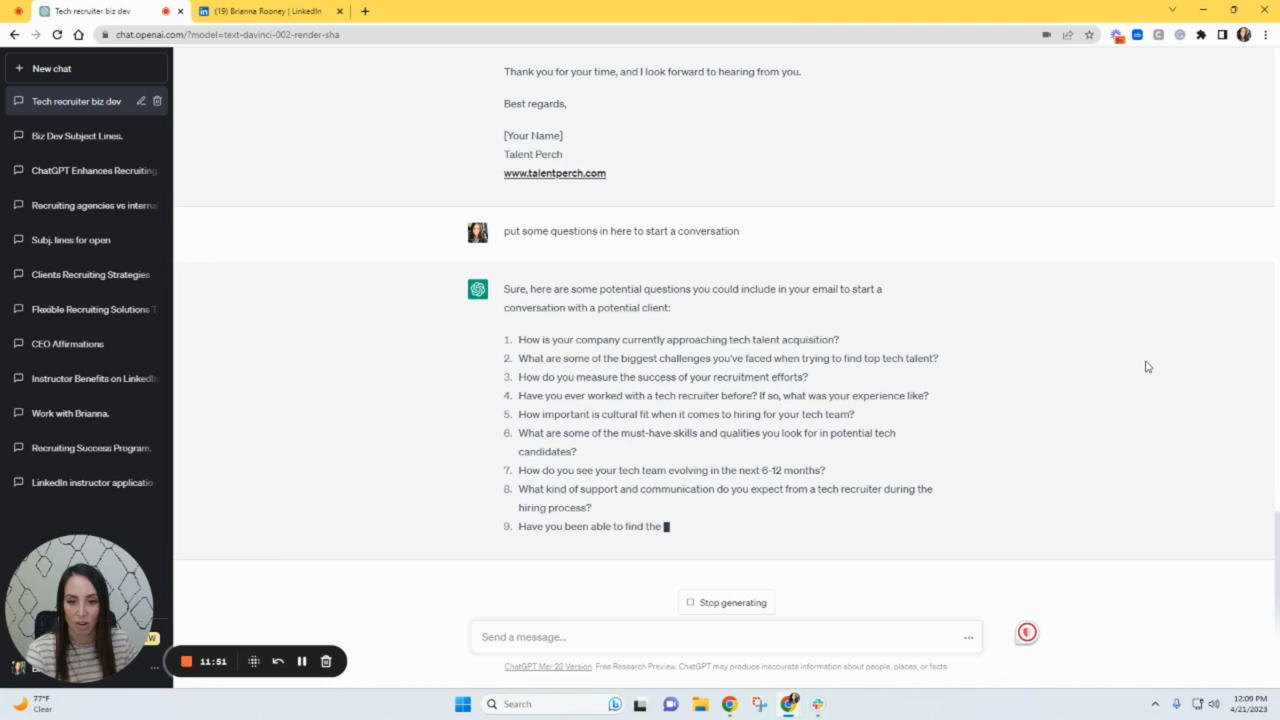 Tech recruiter biz dev
(19) Brianna Rooney | LinkedIn
chat.openai.com/?model=text-davinci-002-render-sha
New chat
Tech recruiter biz dev
Biz Dev Subject Lines.
ChatGPT Enhances Recruiting
Recruiting agencies vs interna
Subj. lines for open
Clients Recruiting Strategies
Flexible Recruiting Solutions T
CEO Affirmations
Instructor Benefits on LinkedIn
Work with Brianna.
Recruiting Success Program.
LinkedIn instructor applicatio
Thank you for your time, and I look forward to hearing from you.
Best regards,
[Your Name]
Talent Perch
www.talentperch.com
put some questions in here to start a conversation
Sure, here are some potential questions you could include in your email to start a
conversation with a potential client:
1. How is your company currently approaching tech talent acquisition?
2. What are some of the biggest challenges you've faced when trying to find top tech talent?
3. How do you measure the success of your recruitment efforts?
4. Have you ever worked with a tech recruiter before? If so, what was your experience like?
5. How important is cultural fit when it comes to hiring for your tech team?
6. What are some of the must-have skills and qualities you look for in potential tech
candidates?
7. How do you see your tech team evolving in the next 6-12 months?
8. What kind of support and communication do you expect from a tech recruiter during the
hiring process?
9. Have you been able to find the
Stop generating
Send a message...
ChatGPT Mar 23 Version. Free Research Preview. ChatGPT may produce inaccurate information about people, places, or facts
11:51
77°F
Clear
Search
12:09 PM
4/21/2023